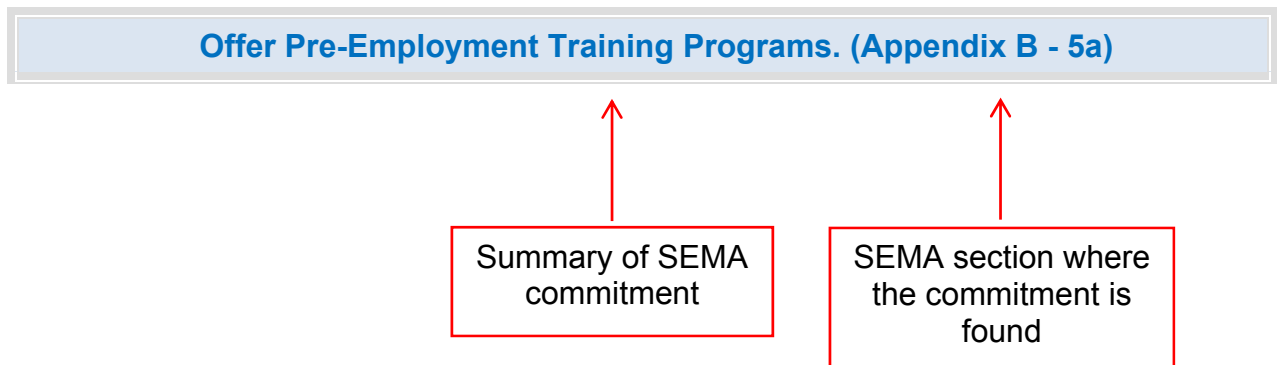 Offer Pre-Employment Training Programs. (Appendix B - 5a)
Summary of SEMA
commitment
SEMA section where
the commitment is
found